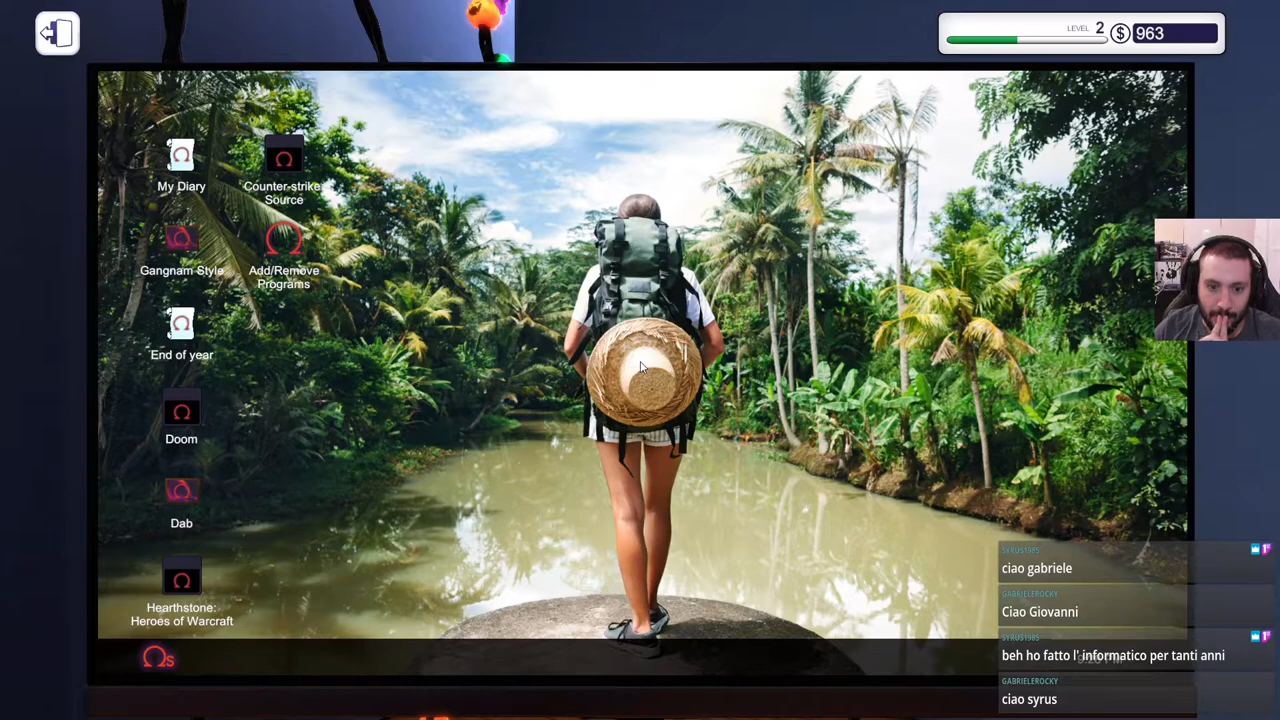 LEVEL 2
$ 963
My Diary
Counter-strike
Source
Gangnam Style
Add/Remove
Programs
End of year
Doom
Dab
Hearthstone:
Heroes of Warcraft
Ωs
SYRUS1985
ciao gabriele
GABRIELEROCKY
Ciao Giovanni
SYRUS1985
beh ho fatto l'informatico per tanti anni
GABRIELEROCKY
ciao syrus